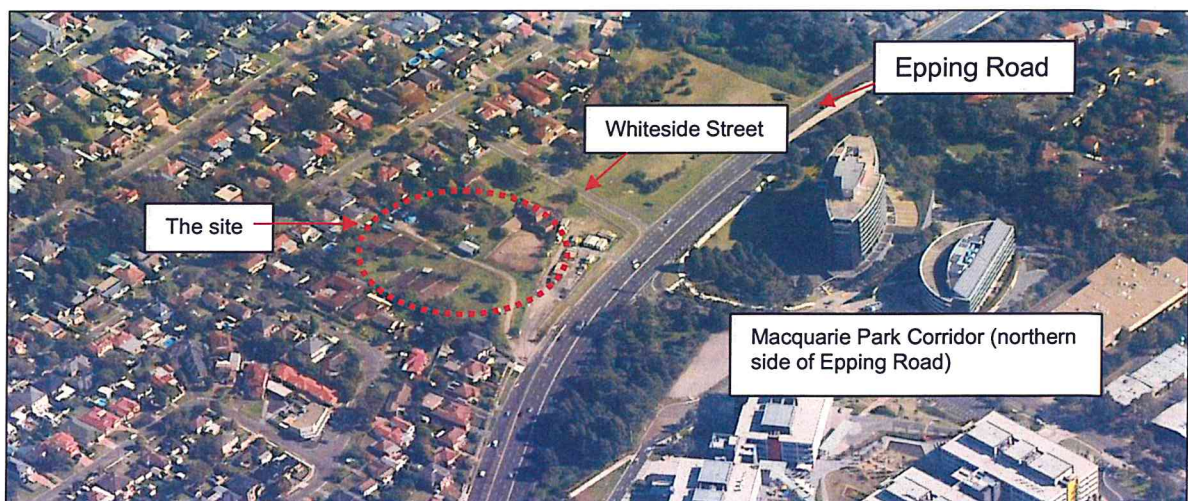 Epping Road
Whiteside Street
The site
Macquarie Park Corridor (northern
side of Epping Road)